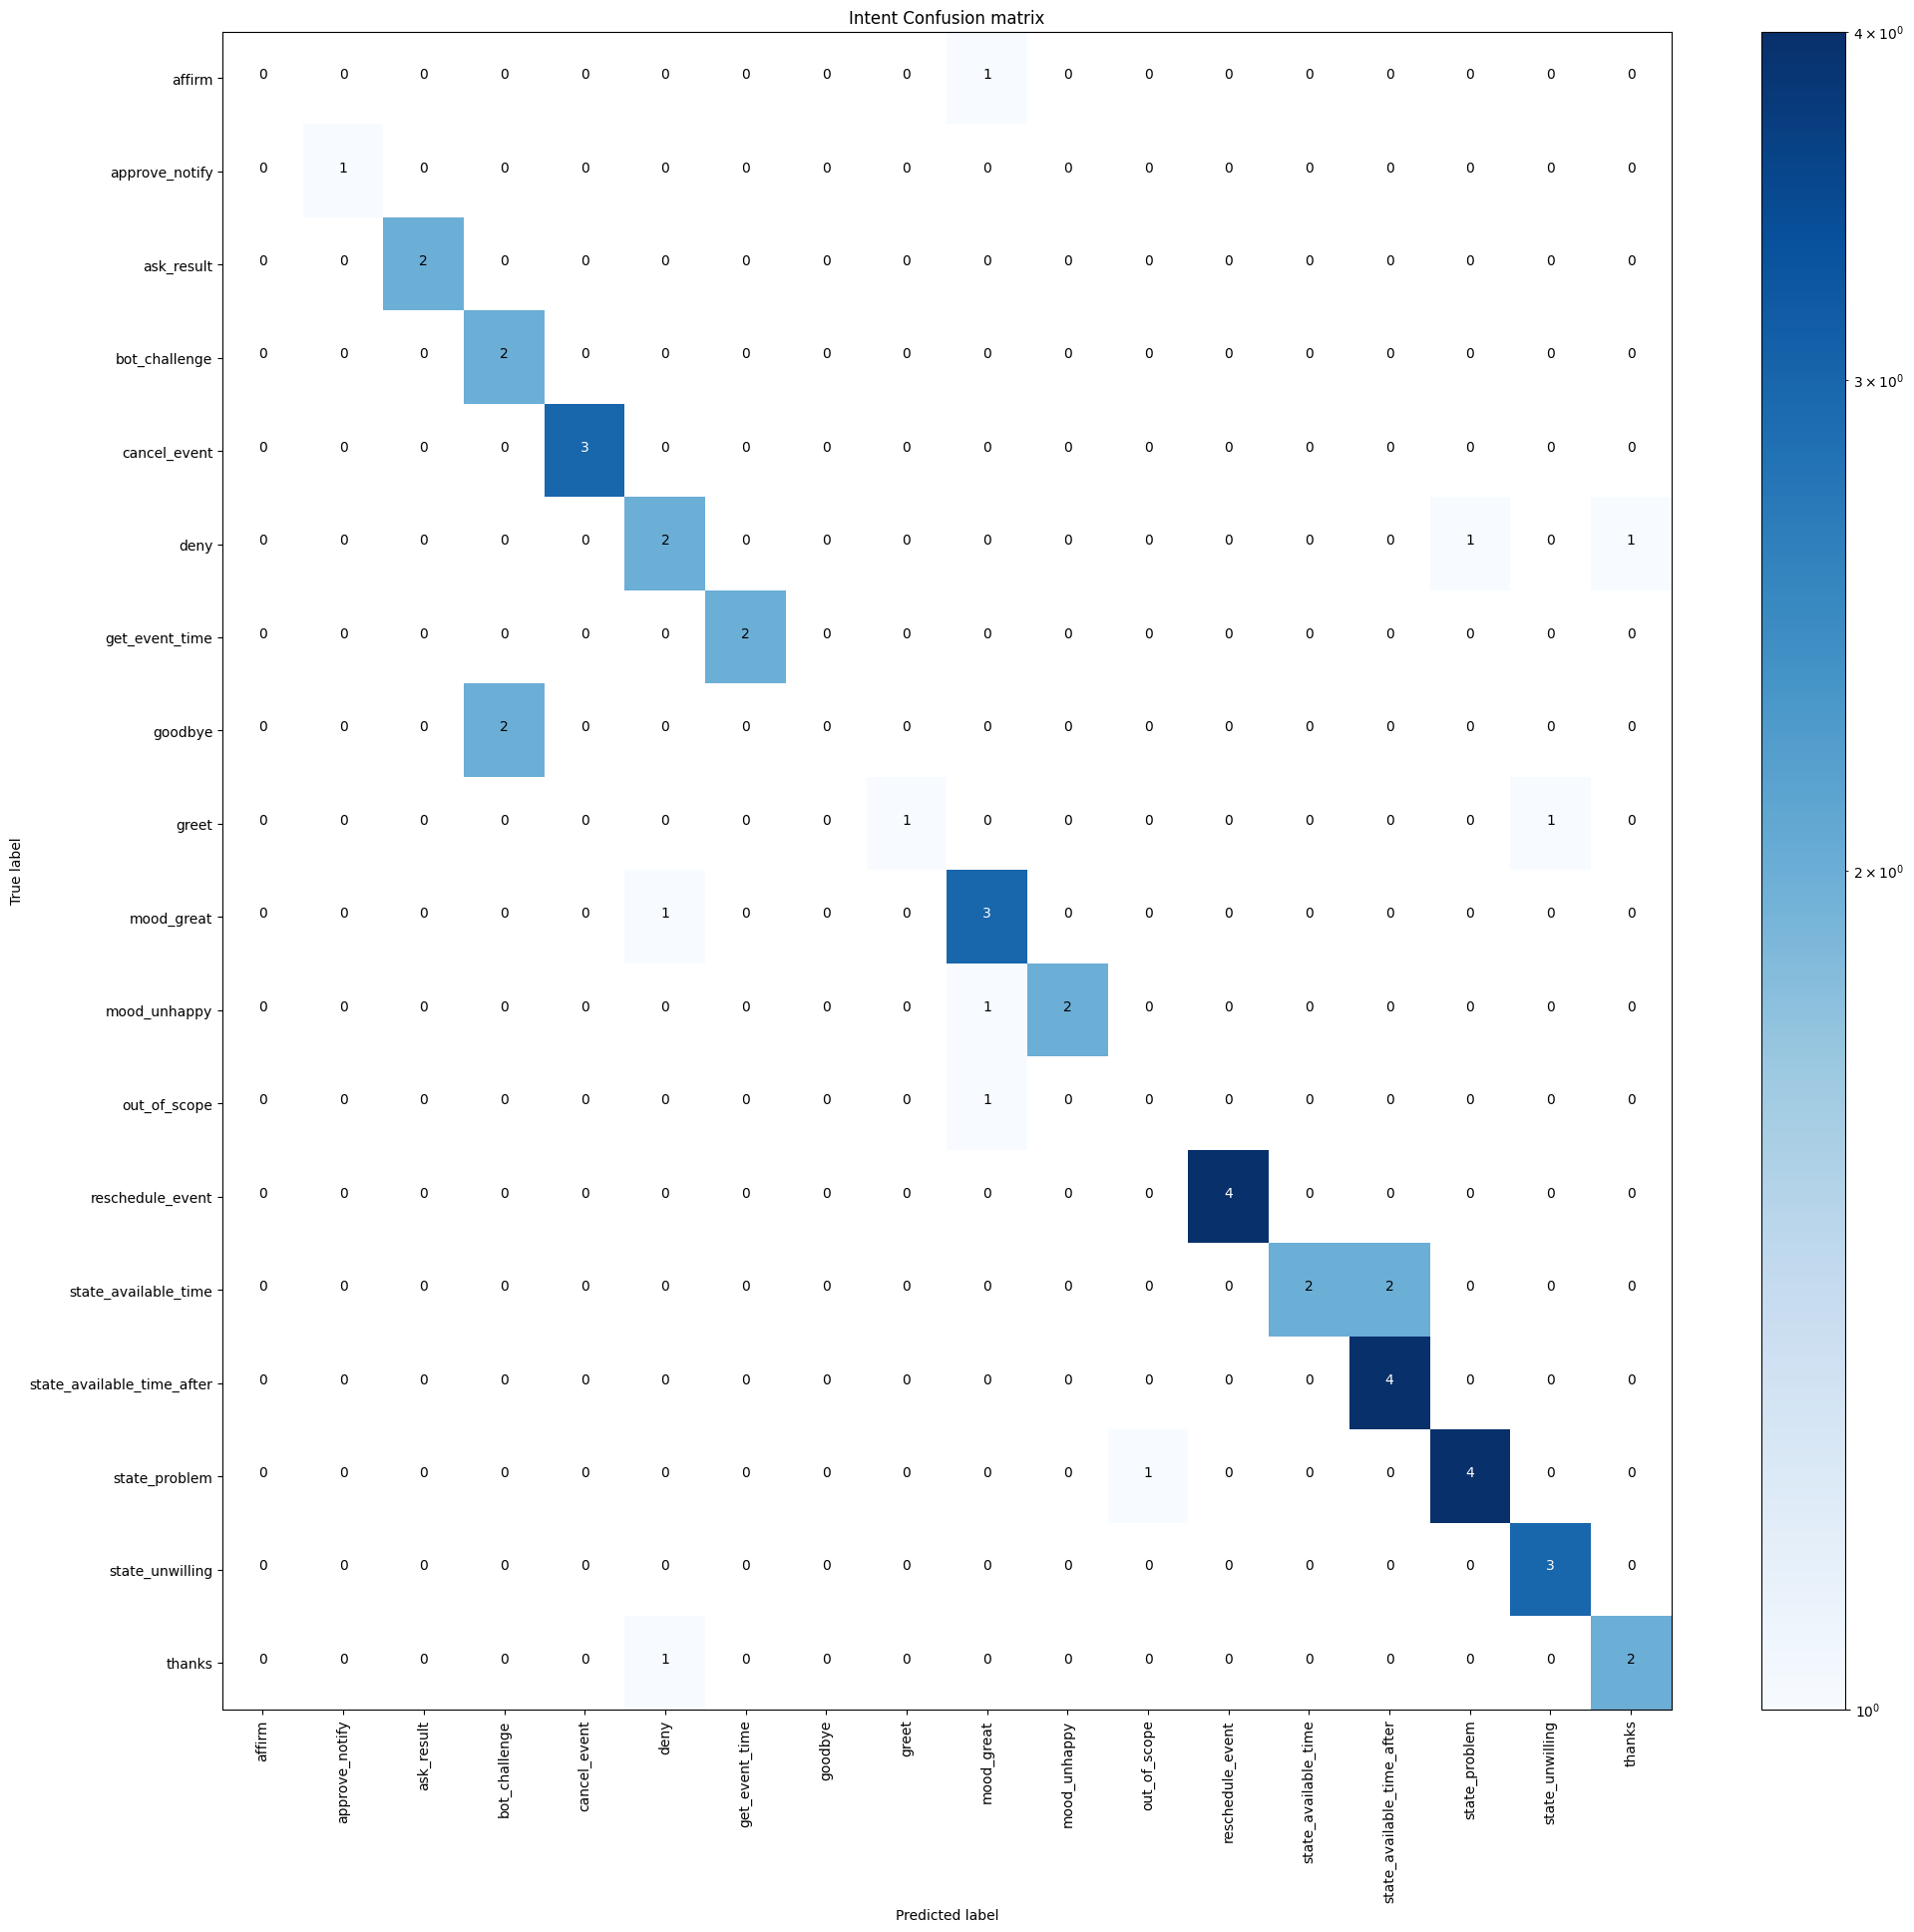 Intent Confusion matrix
affirm 0 0 0 0 0 0 0 0 0 1 0 0 0 0 0 0 0 0
approve_notify 0 1 0 0 0 0 0 0 0 0 0 0 0 0 0 0 0 0
ask_result 0 0 2 0 0 0 0 0 0 0 0 0 0 0 0 0 0 0
bot_challenge 0 0 0 2 0 0 0 0 0 0 0 0 0 0 0 0 0 0
cancel_event 0 0 0 0 3 0 0 0 0 0 0 0 0 0 0 0 0 0
deny 0 0 0 0 0 2 0 0 0 0 0 0 0 0 0 1 0 1
get_event_time 0 0 0 0 0 0 2 0 0 0 0 0 0 0 0 0 0 0
goodbye 0 0 0 2 0 0 0 0 0 0 0 0 0 0 0 0 0 0
greet 0 0 0 0 0 0 0 0 1 0 0 0 0 0 0 0 1 0
mood_great 0 0 0 0 0 1 0 0 0 3 0 0 0 0 0 0 0 0
mood_unhappy 0 0 0 0 0 0 0 0 0 1 2 0 0 0 0 0 0 0
out_of_scope 0 0 0 0 0 0 0 0 0 1 0 0 0 0 0 0 0 0
reschedule_event 0 0 0 0 0 0 0 0 0 0 0 0 4 0 0 0 0 0
state_available_time 0 0 0 0 0 0 0 0 0 0 0 0 0 2 2 0 0 0
state_available_time_after 0 0 0 0 0 0 0 0 0 0 0 0 0 0 4 0 0 0
state_problem 0 0 0 0 0 0 0 0 0 0 0 1 0 0 0 4 0 0
state_unwilling 0 0 0 0 0 0 0 0 0 0 0 0 0 0 0 0 3 0
thanks 0 0 0 0 0 1 0 0 0 0 0 0 0 0 0 0 0 2
True label
affirm
approve_notify
ask_result
bot_challenge
cancel_event
deny
get_event_time
goodbye
greet
mood_great
mood_unhappy
out_of_scope
reschedule_event
state_available_time
state_available_time_after
state_problem
state_unwilling
thanks
Predicted label
4 × 10⁰
3 × 10⁰
2 × 10⁰
10⁰